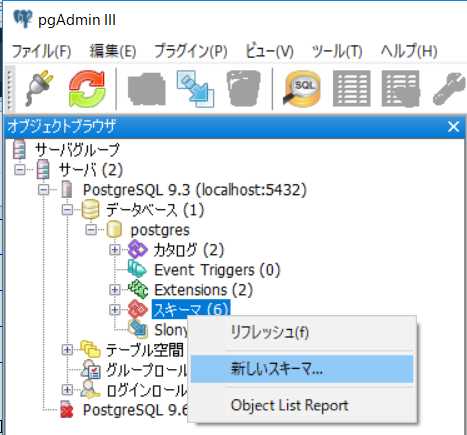 pgAdmin III
ファイル(F) 編集(E) プラグイン(P) ビュー(V) ツール(T) ヘルプ(H)
SQL
オブジェクトブラウザ
サーバグループ
サーバ (2)
PostgreSQL 9.3 (localhost:5432)
データベース (1)
postgres
カタログ (2)
Event Triggers (0)
Extensions (2)
スキーマ (6)
Slony
リフレッシュ(f)
テーブル空間
新しいスキーマ...
グループロール
ログインロール
Object List Report
PostgreSQL 9.6